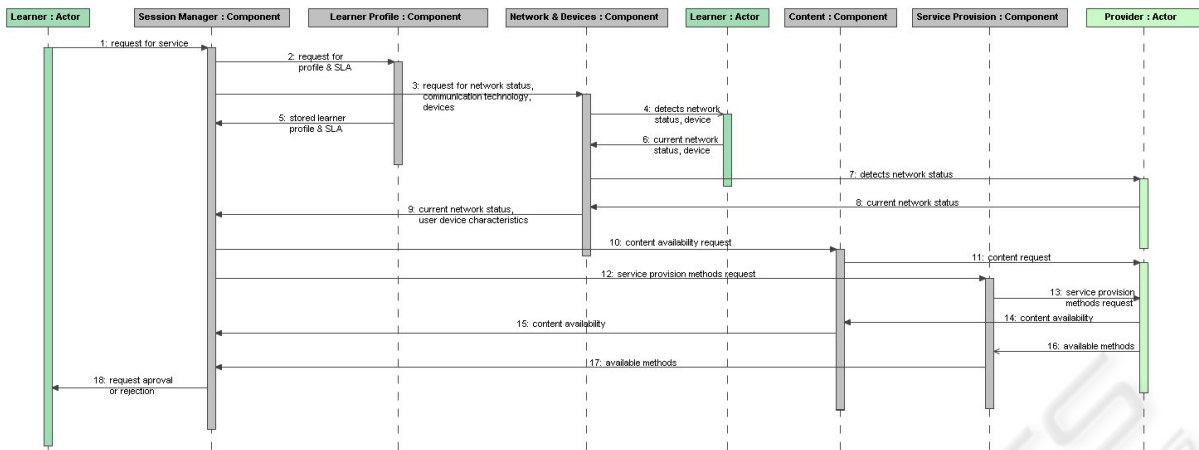 Learner : Actor
Session Manager : Component
Learner Profile : Component
Network & Devices : Component
Learner : Actor
Content : Component
Service Provision : Component
Provider : Actor
1: request for service
2: request for
profile & SLA
3: request for network status,
communication technology,
devices
4: detects network
status, device
5: stored learner
profile & SLA
6: current network
status, device
7: detects network status
8: current network status
9: current network status,
user device characteristics
10: content availability request
11: content request
12: service provision methods request
13: service provision
methods request
14: content availability
15: content availability
16: available methods
17: available methods
18: request aproval
or rejection